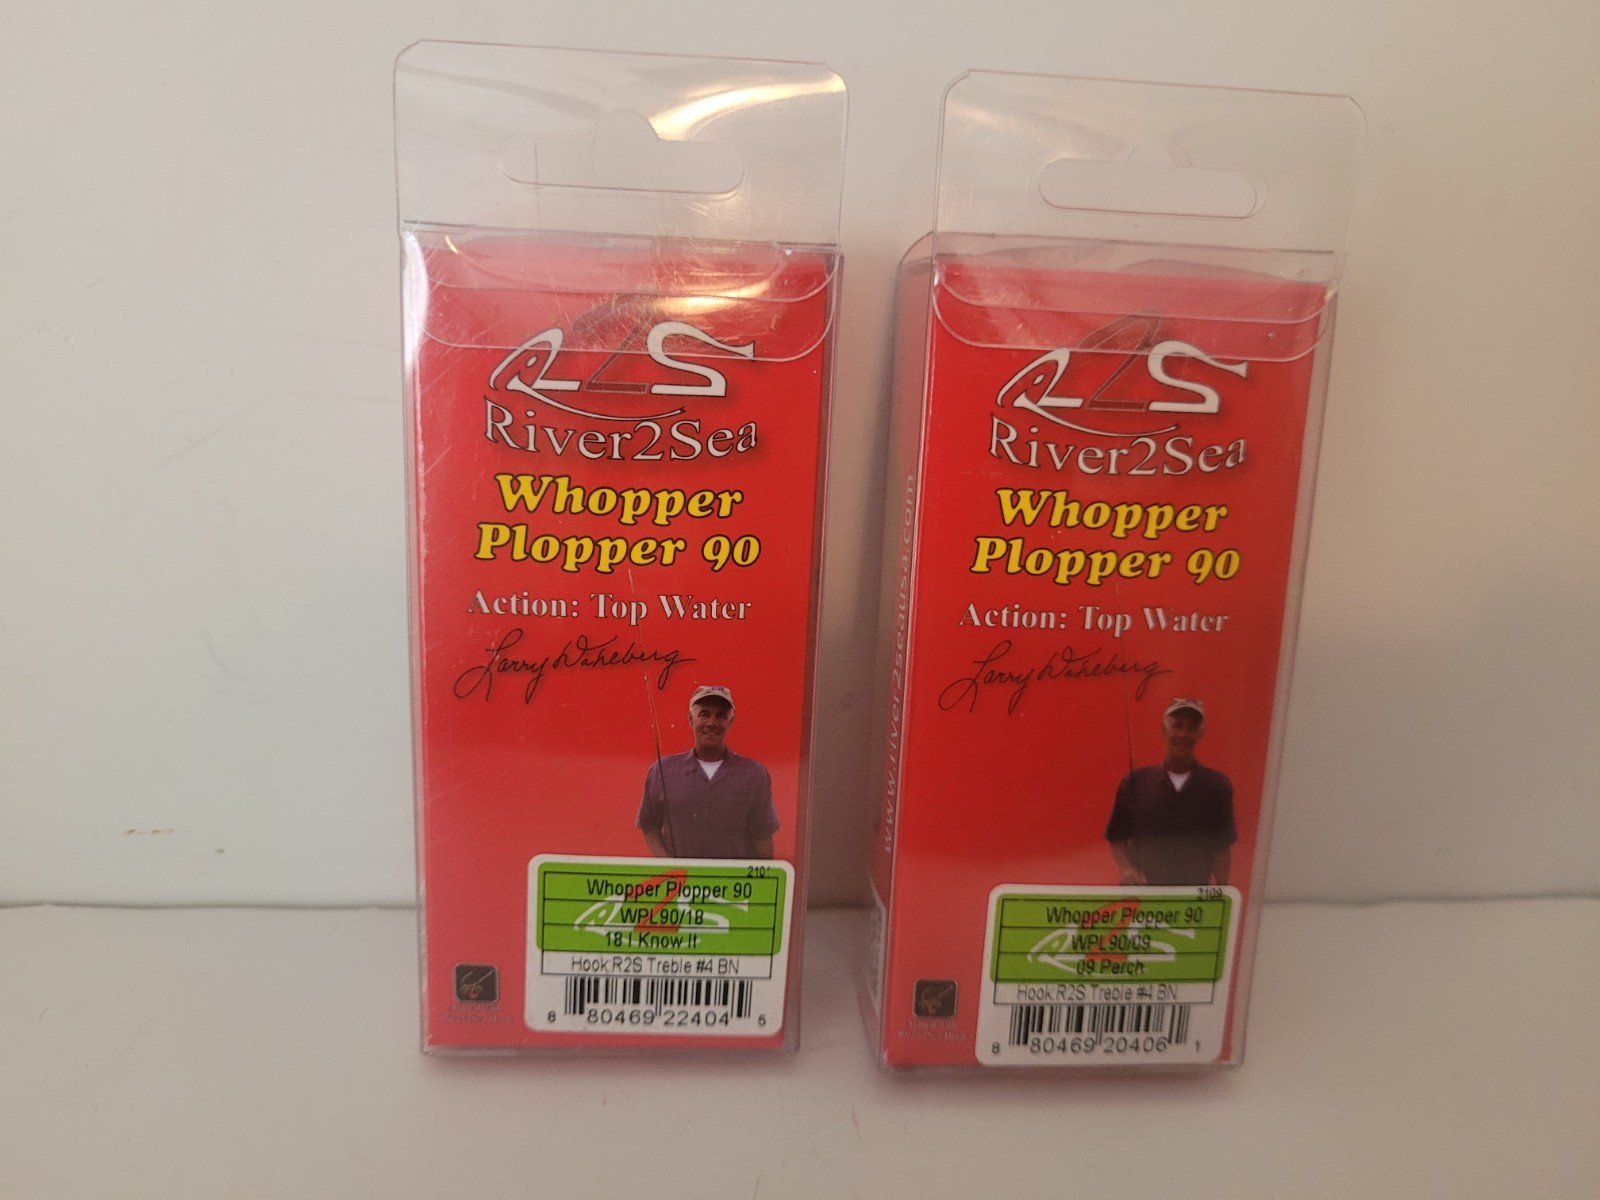 R2S
River2Sea
Whopper
Plopper 90
Action: Top Water
Larry Dahlberg
2101
Whopper Plopper 90
WPL90/18
18 I Know It
Hook:R2S Treble #4 BN
8 80469 22404 5
R2S
River2Sea
Whopper
Plopper 90
Action: Top Water
Larry Dahlberg
www.river2seausa.com
2109
Whopper Plopper 90
WPL90/09
09 Perch
Hook:R2S Treble #4 BN
8 80469 20406 1